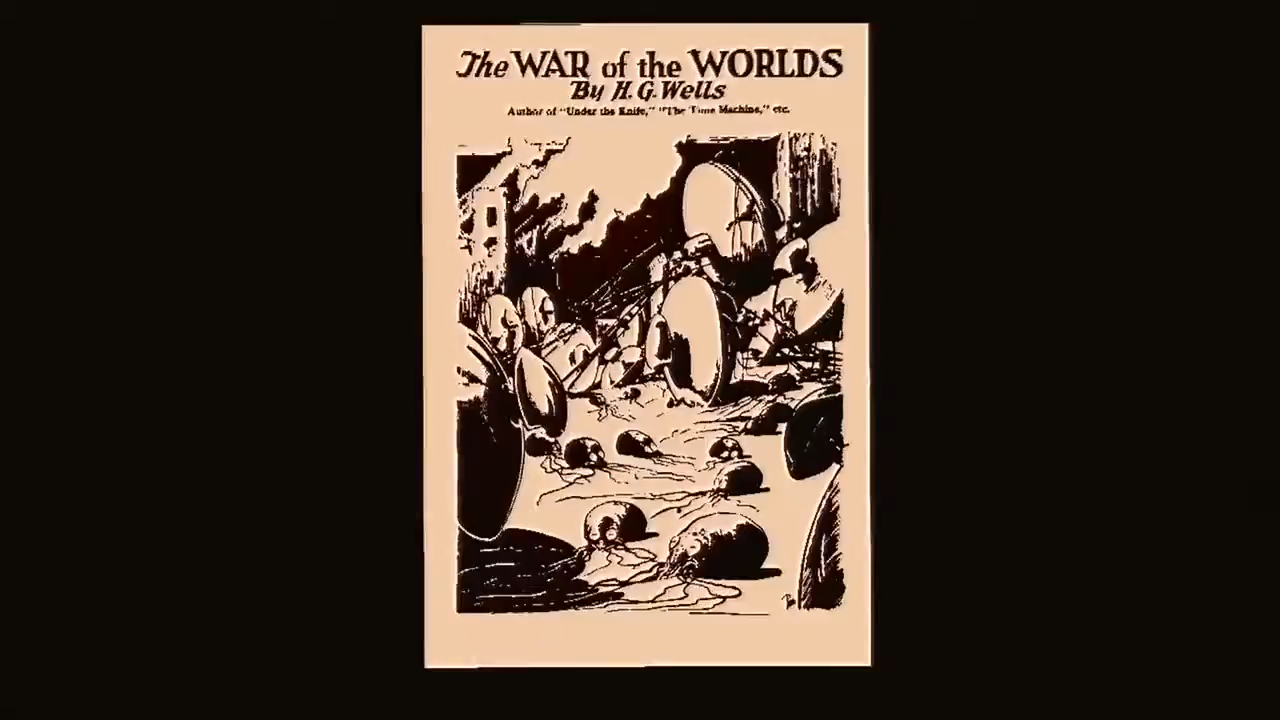 The WAR of the WORLDS
By H. G. Wells
Author of "Under the Knife," "The Time Machine," etc.